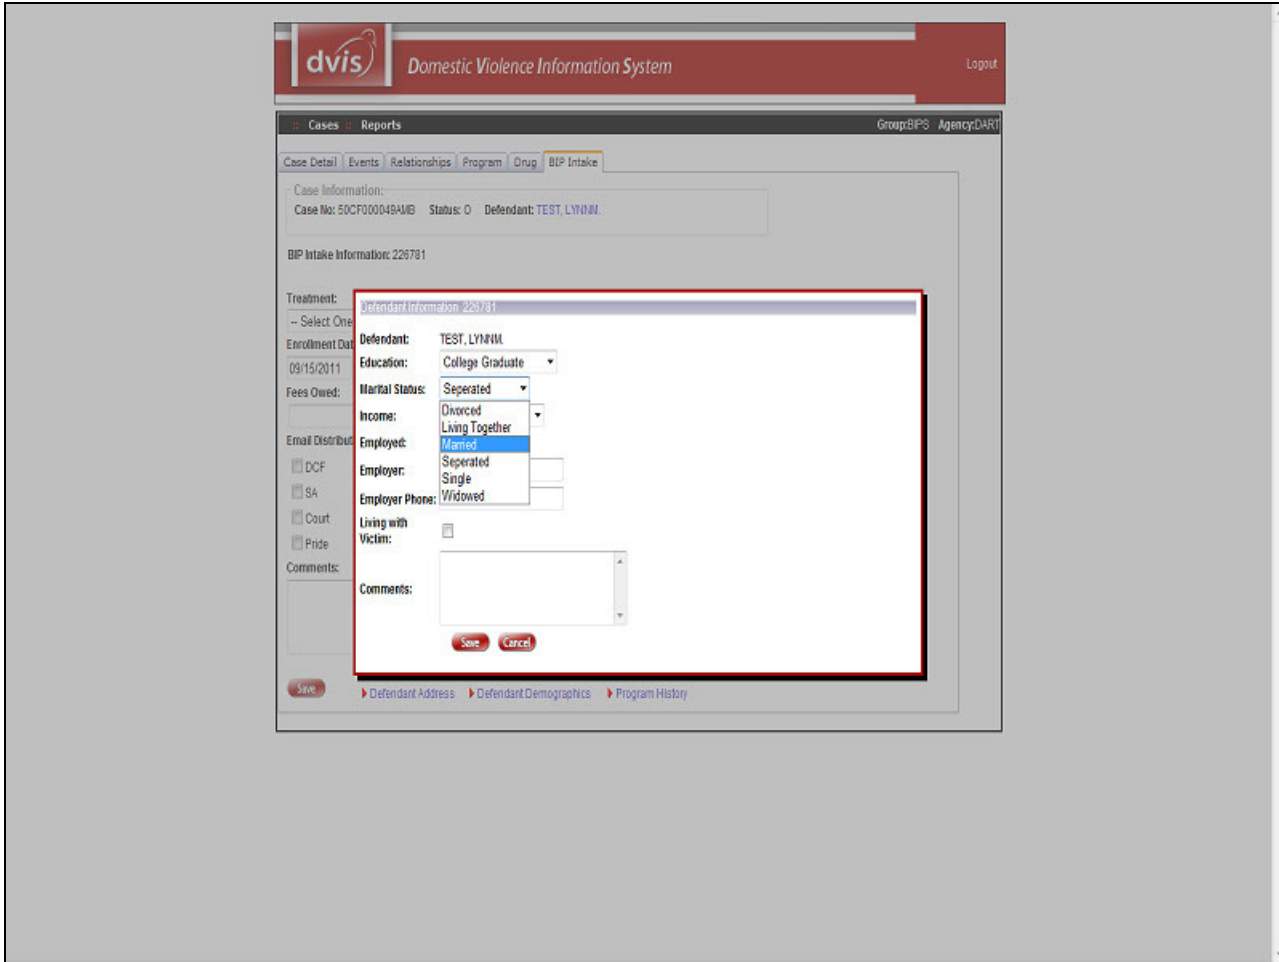 dvis
Domestic Violence Information System
Logout
:: Cases :: Reports
Group:BIPS Agency:DART
Case Detail Events Relationships Program Drug BIP Intake
Case Information:
Case No: 50CF000049AMB Status: O Defendant: TEST, LYNNM.
BIP Intake Information: 226781
Treatment:
-- Select One
Enrollment Dat
09/15/2011
Fees Owed:
Email Distribut
DCF
SA
Court
Pride
Comments:
Save
Defendant Information 226781
Defendant: TEST, LYNNM.
Education: College Graduate
Marital Status: Seperated
Divorced
Living Together
Married
Seperated
Single
Widowed
Income:
Employed:
Employer:
Employer Phone:
Living with
Victim:
Comments:
Save Cancel
Defendant Address Defendant Demographics Program History